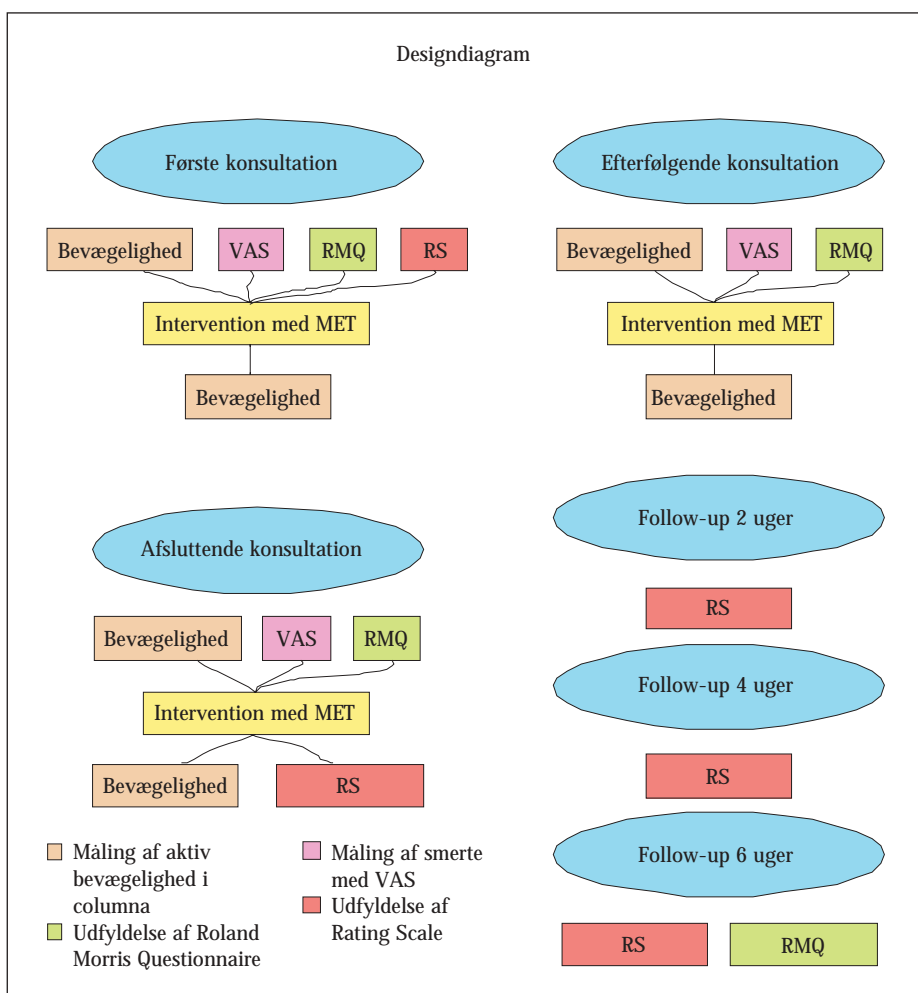 Designdiagram
Første konsultation
Bevægelighed
VAS
RMQ
RS
Intervention med MET
Bevægelighed
Efterfølgende konsultation
Bevægelighed
VAS
RMQ
Intervention med MET
Bevægelighed
Afsluttende konsultation
Bevægelighed
VAS
RMQ
Intervention med MET
Bevægelighed
RS
Follow-up 2 uger
RS
Follow-up 4 uger
RS
Follow-up 6 uger
RS
RMQ
Måling af aktiv
bevægelighed i
columna
Udfyldelse af Roland
Morris Questionnaire
Måling af smerte
med VAS
Udfyldelse af
Rating Scale